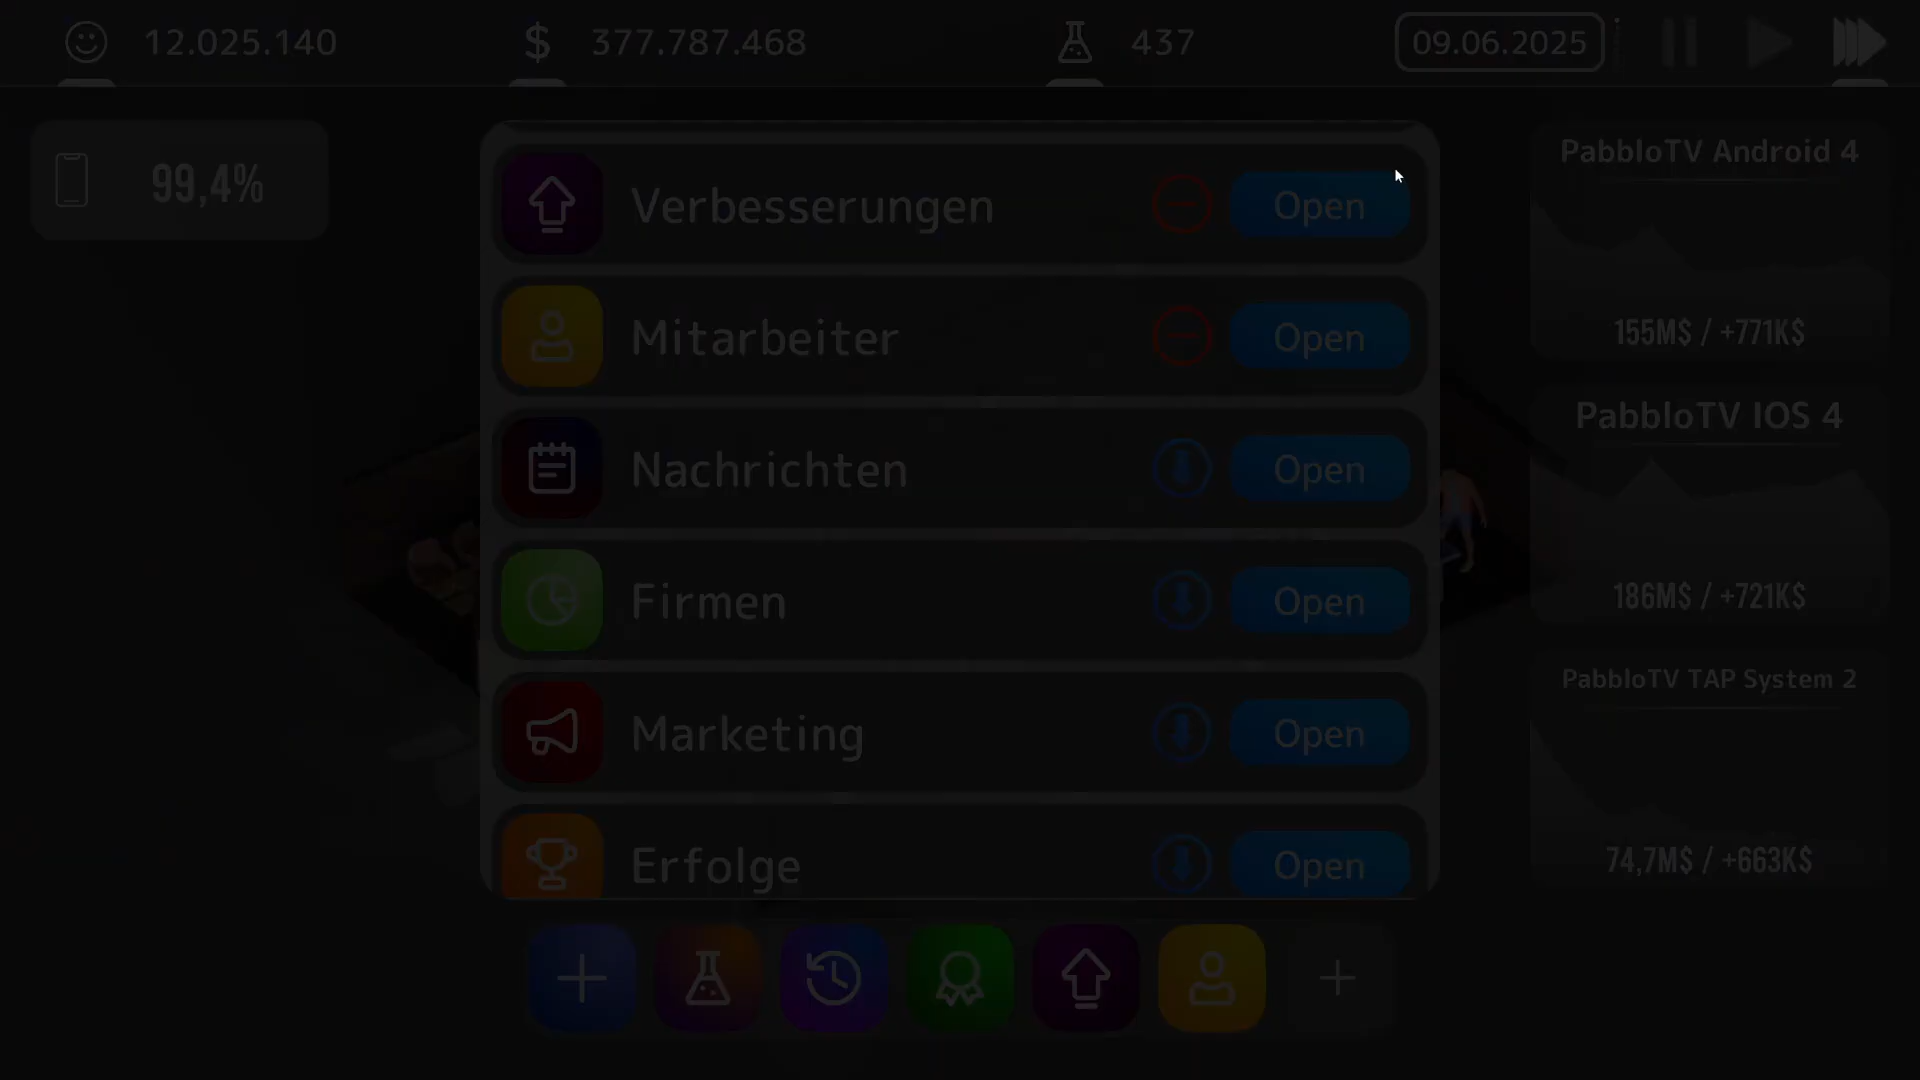 12.025.140
$ 377.787.468
437
09.06.2025
99,4%
Verbesserungen
Open
Mitarbeiter
Open
Nachrichten
Open
Firmen
Open
Marketing
Open
Erfolge
Open
PabbloTV Android 4
155M$ / +771K$
PabbloTV IOS 4
186M$ / +721K$
PabbloTV TAP System 2
74,7M$ / +663K$